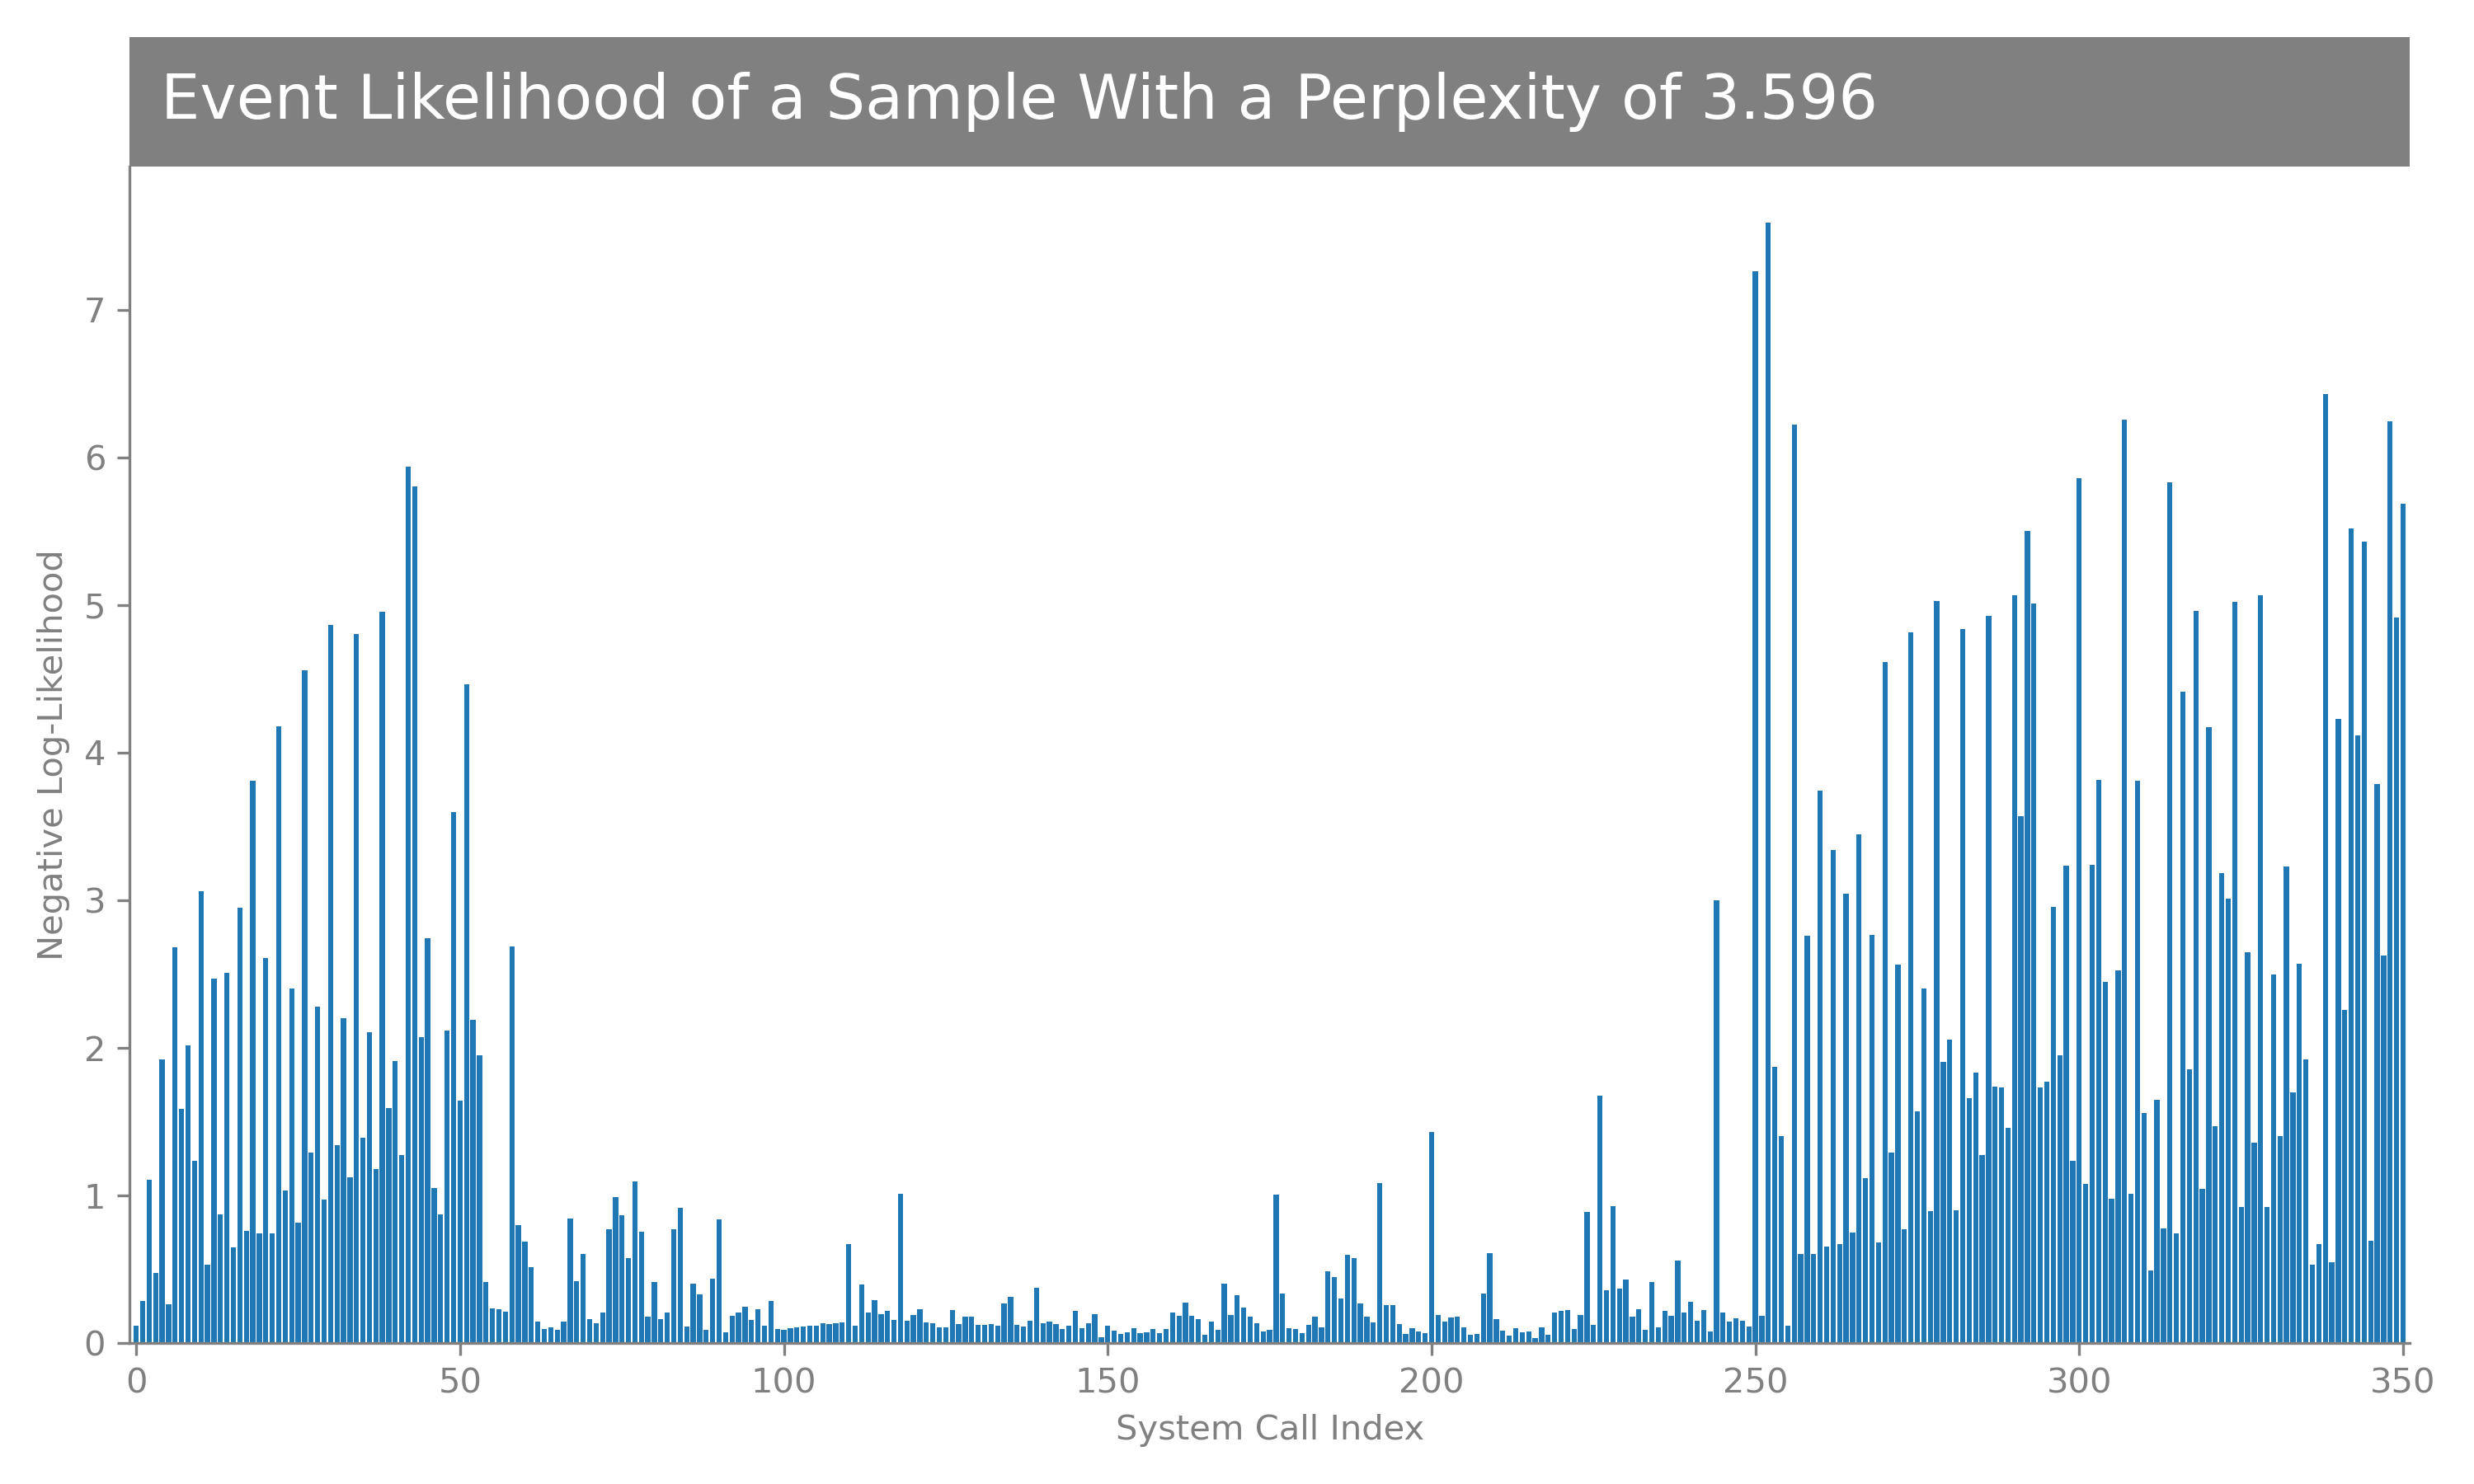 Event Likelihood of a Sample With a Perplexity of 3.596
7
6
5
4
3
2
1
0
Negative Log-Likelihood
0 50 100 150 200 250 300 350
System Call Index